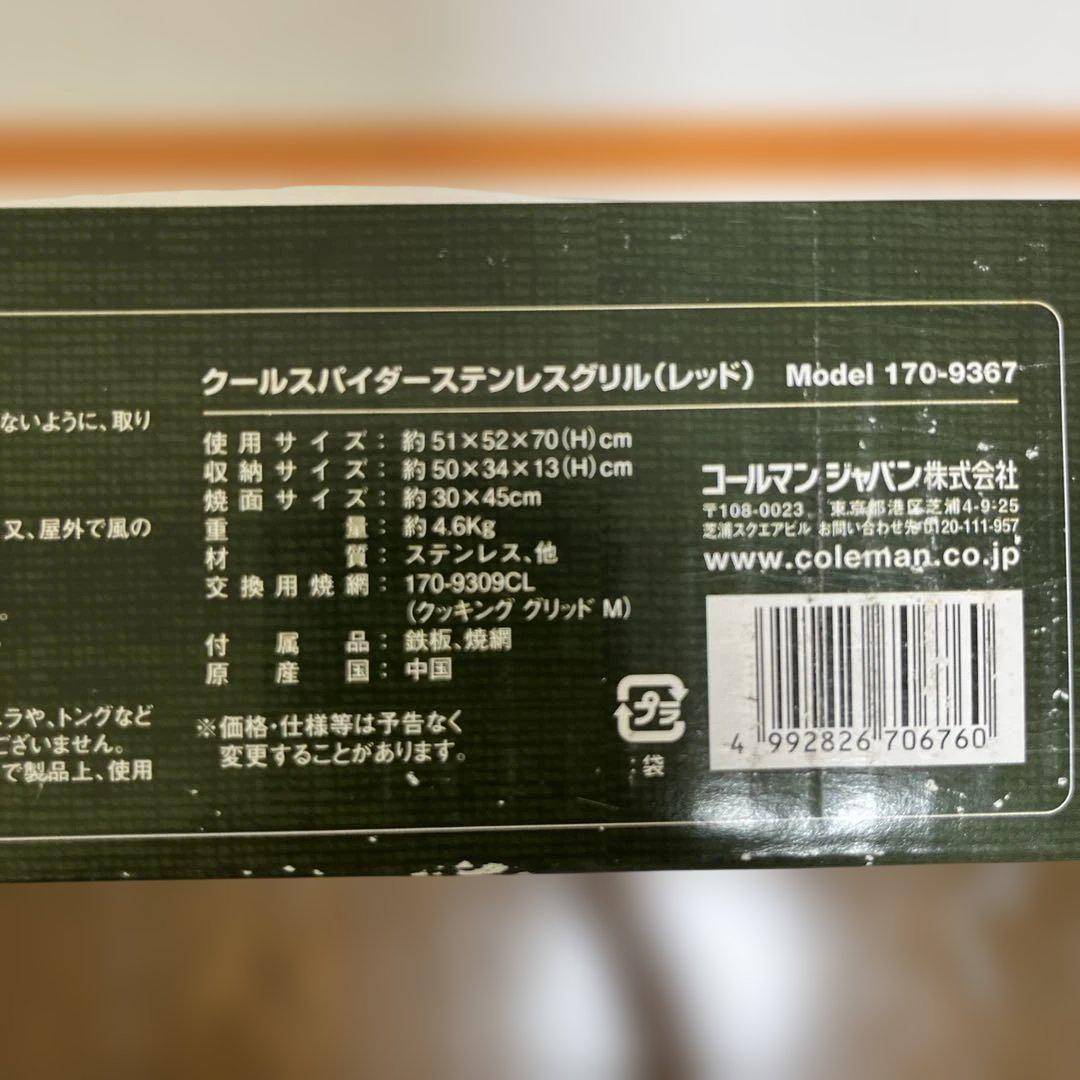 ないように、取り
又、屋外で風の
。
ラや、トングなど
ございません。
で製品上、使用
クールスパイダーステンレスグリル(レッド) Model 170-9367
使用サイズ: 約51×52×70(H)cm
収納サイズ: 約50×34×13(H)cm
焼面サイズ: 約30×45cm
重量: 約4.6Kg
材質: ステンレス、他
交換用焼網: 170-9309CL
(クッキング グリッド M)
付属品: 鉄板、焼網
原産国: 中国
※価格・仕様等は予告なく
変更することがあります。
コールマン ジャパン株式会社
〒108-0023 東京都港区芝浦4-9-25
芝浦スクエアビル お問い合わせ先/0120-111-957
www.coleman.co.jp
プラ
:袋
4 992826 706760